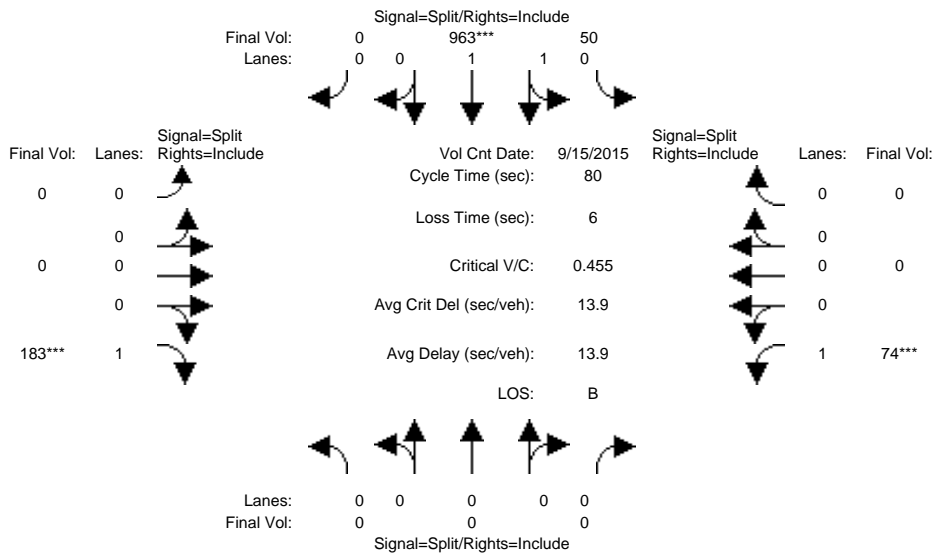 Signal=Split/Rights=Include
Final Vol: 0 963*** 50
Lanes: 0 0 1 1 0
Signal=Split
Final Vol: Lanes: Rights=Include
Vol Cnt Date: 9/15/2015
Signal=Split
Rights=Include Lanes: Final Vol:
Cycle Time (sec): 80
0 0
0 0
Loss Time (sec): 6
0
0
0 0
Critical V/C: 0.455
0 0
0
Avg Crit Del (sec/veh): 13.9
0
183*** 1
Avg Delay (sec/veh): 13.9
1 74***
LOS: B
Lanes: 0 0 0 0 0
Final Vol: 0 0 0
Signal=Split/Rights=Include